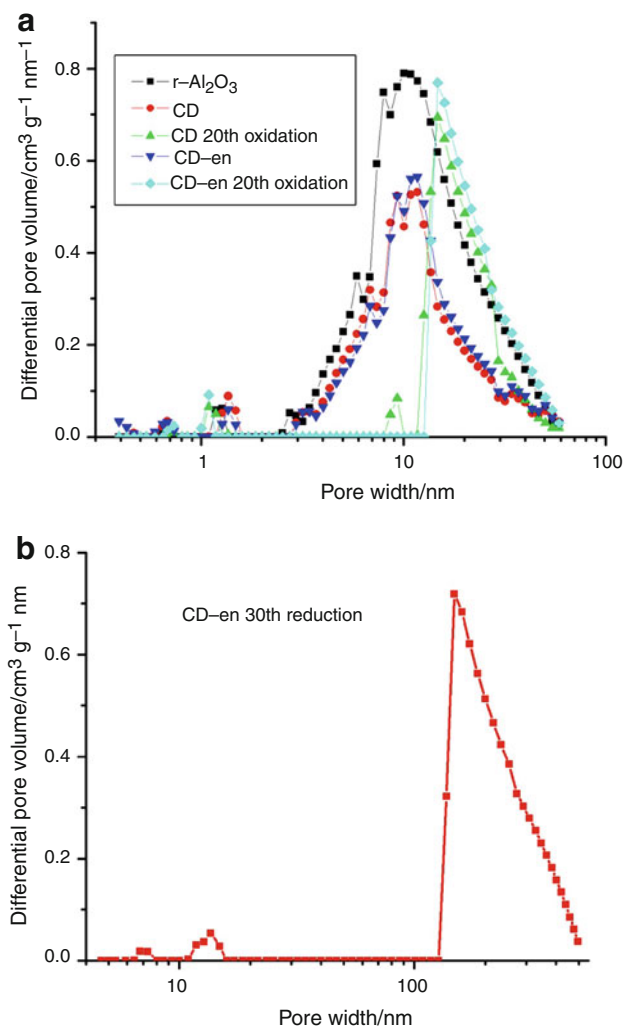 a
Differential pore volume/cm³ g⁻¹ nm⁻¹
0.8
0.6
0.4
0.2
0.0
r–Al₂O₃
CD
CD 20th oxidation
CD–en
CD–en 20th oxidation
1
10
100
Pore width/nm
b
Differential pore volume/cm³ g⁻¹ nm
0.8
0.6
0.4
0.2
0.0
CD–en 30th reduction
10
100
Pore width/nm